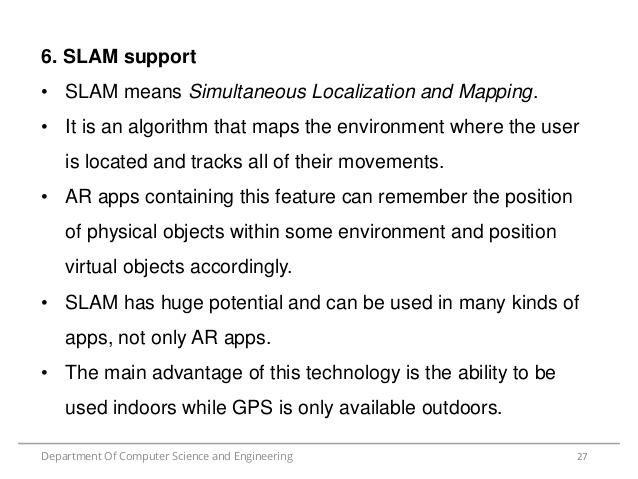 6. SLAM support
• SLAM means Simultaneous Localization and Mapping.
• It is an algorithm that maps the environment where the user
is located and tracks all of their movements.
• AR apps containing this feature can remember the position
of physical objects within some environment and position
virtual objects accordingly.
• SLAM has huge potential and can be used in many kinds of
apps, not only AR apps.
• The main advantage of this technology is the ability to be
used indoors while GPS is only available outdoors.
Department Of Computer Science and Engineering 27